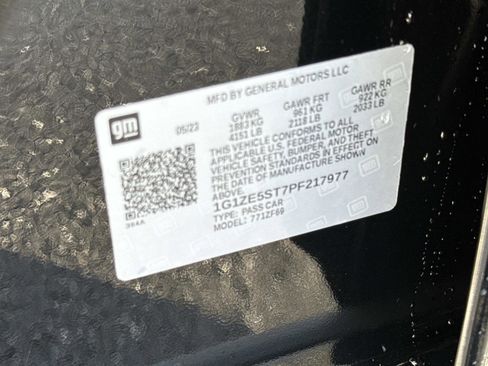 MFD BY GENERAL MOTORS LLC
gm
05/23
GVWR GAWR FRT GAWR RR
1883 KG 961 KG 922 KG
4151 LB 2118 LB 2033 LB
THIS VEHICLE CONFORMS TO ALL
APPLICABLE U.S. FEDERAL MOTOR
VEHICLE SAFETY, BUMPER, AND THEFT
PREVENTION STANDARDS IN EFFECT ON
THE DATE OF MANUFACTURE SHOWN
ABOVE.
1G1ZE5ST7PF217977
TYPE: PASS CAR
MODEL: 771ZF69